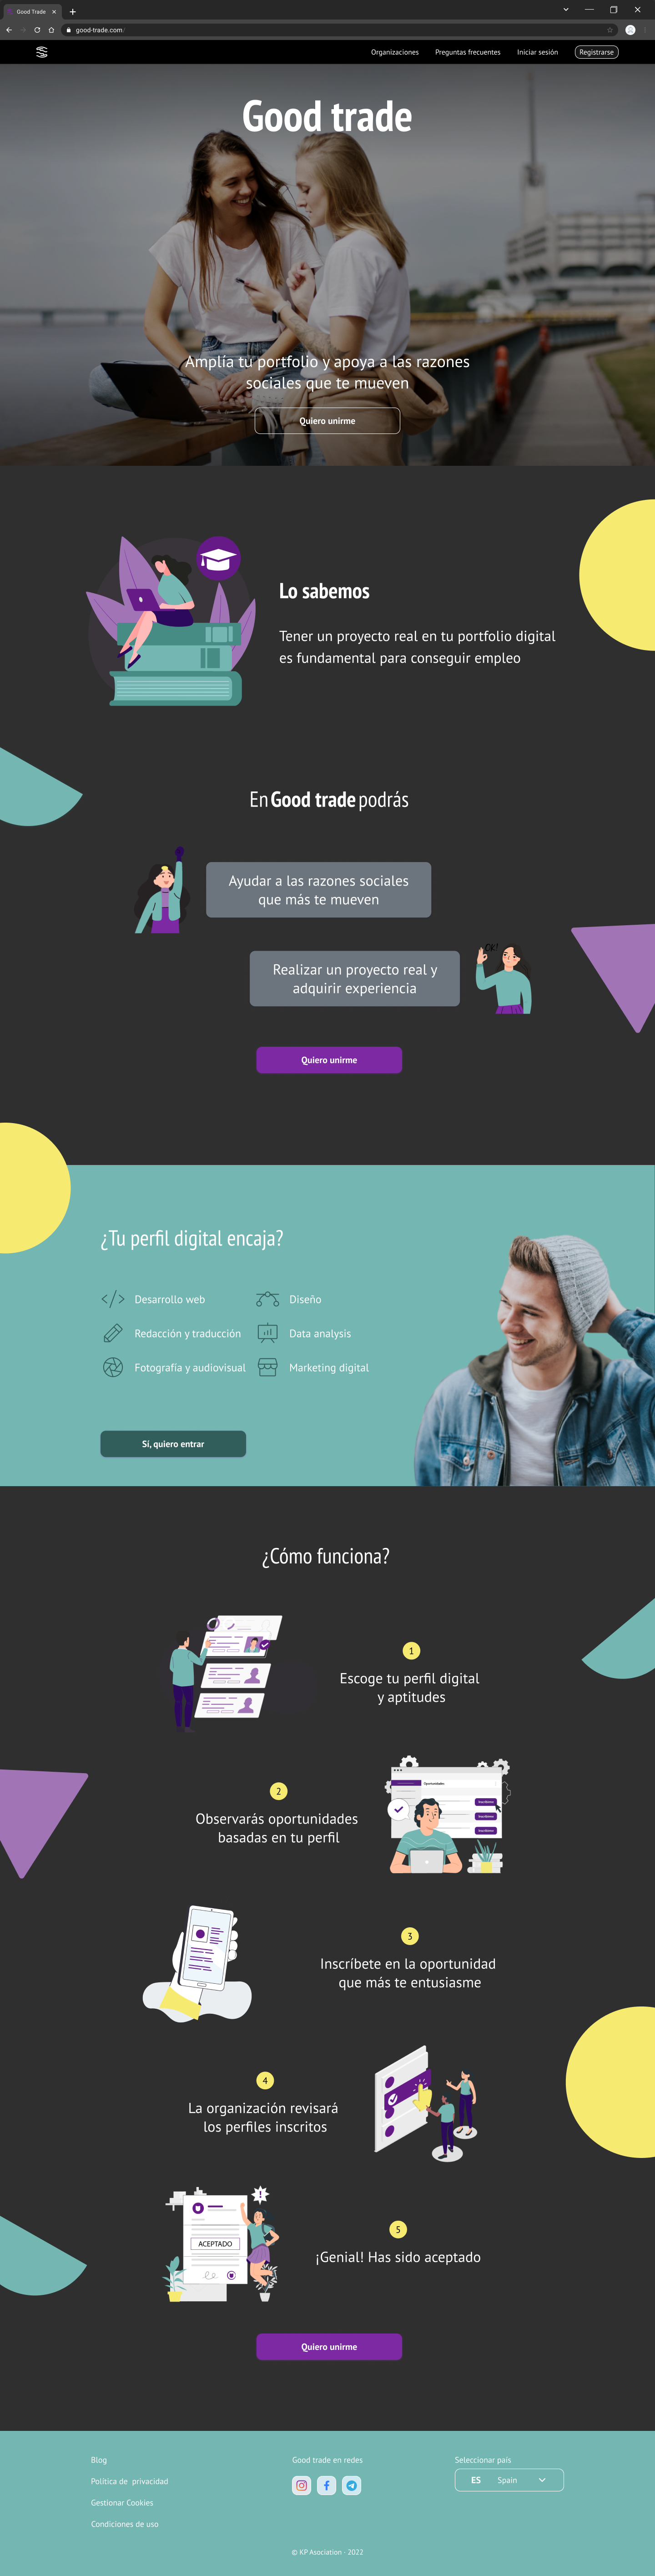 Good Trade
good-trade.com/
Organizaciones
Preguntas frecuentes
Iniciar sesión
Registrarse
Good trade
Amplía tu portfolio y apoya a las razones
sociales que te mueven
Quiero unirme
Lo sabemos
Tener un proyecto real en tu portfolio digital
es fundamental para conseguir empleo
En Good trade podrás
Ayudar a las razones sociales
que más te mueven
OK!
Realizar un proyecto real y
adquirir experiencia
Quiero unirme
¿Tu perfil digital encaja?
Desarrollo web
Diseño
Redacción y traducción
Data analysis
Fotografía y audiovisual
Marketing digital
Sí, quiero entrar
¿Cómo funciona?
1
Escoge tu perfil digital
y aptitudes
2
Observarás oportunidades
basadas en tu perfil
Oportunidades
3
Inscríbete en la oportunidad
que más te entusiasme
4
La organización revisará
los perfiles inscritos
!
ACEPTADO
5
¡Genial! Has sido aceptado
Quiero unirme
Blog
Política de  privacidad
Gestionar Cookies
Condiciones de uso
Good trade en redes
Seleccionar país
ES Spain
© KP Asociation - 2022